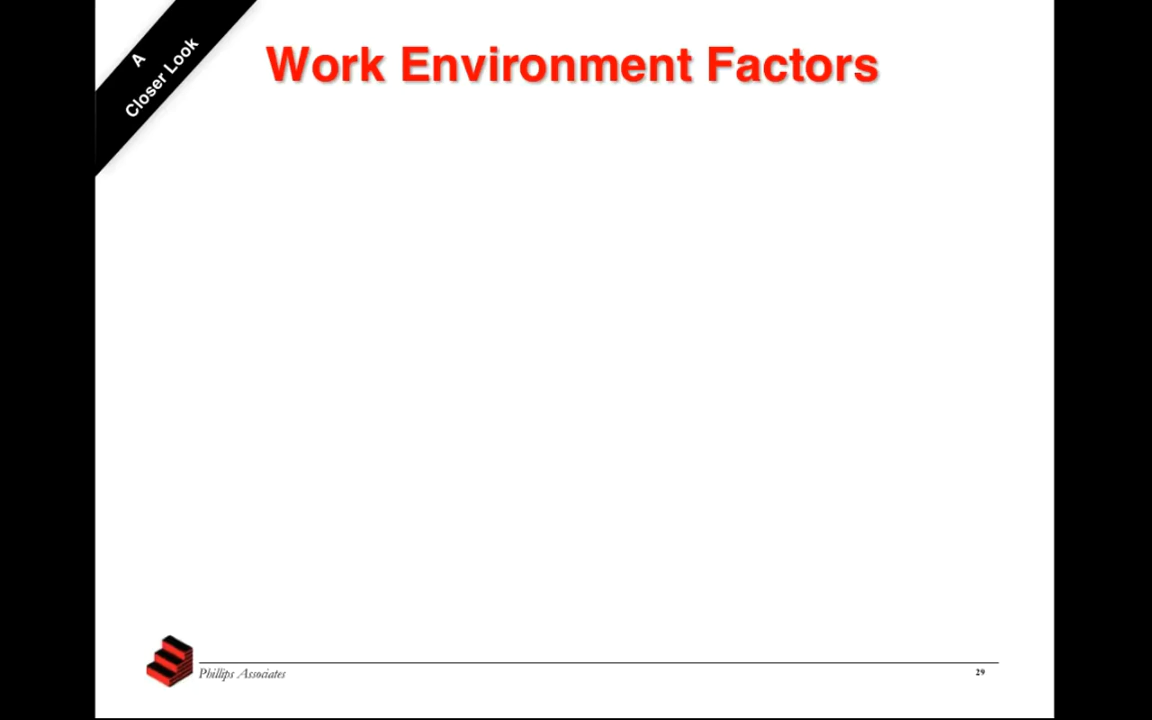 A
Closer Look
Work Environment Factors
Phillips Associates
29